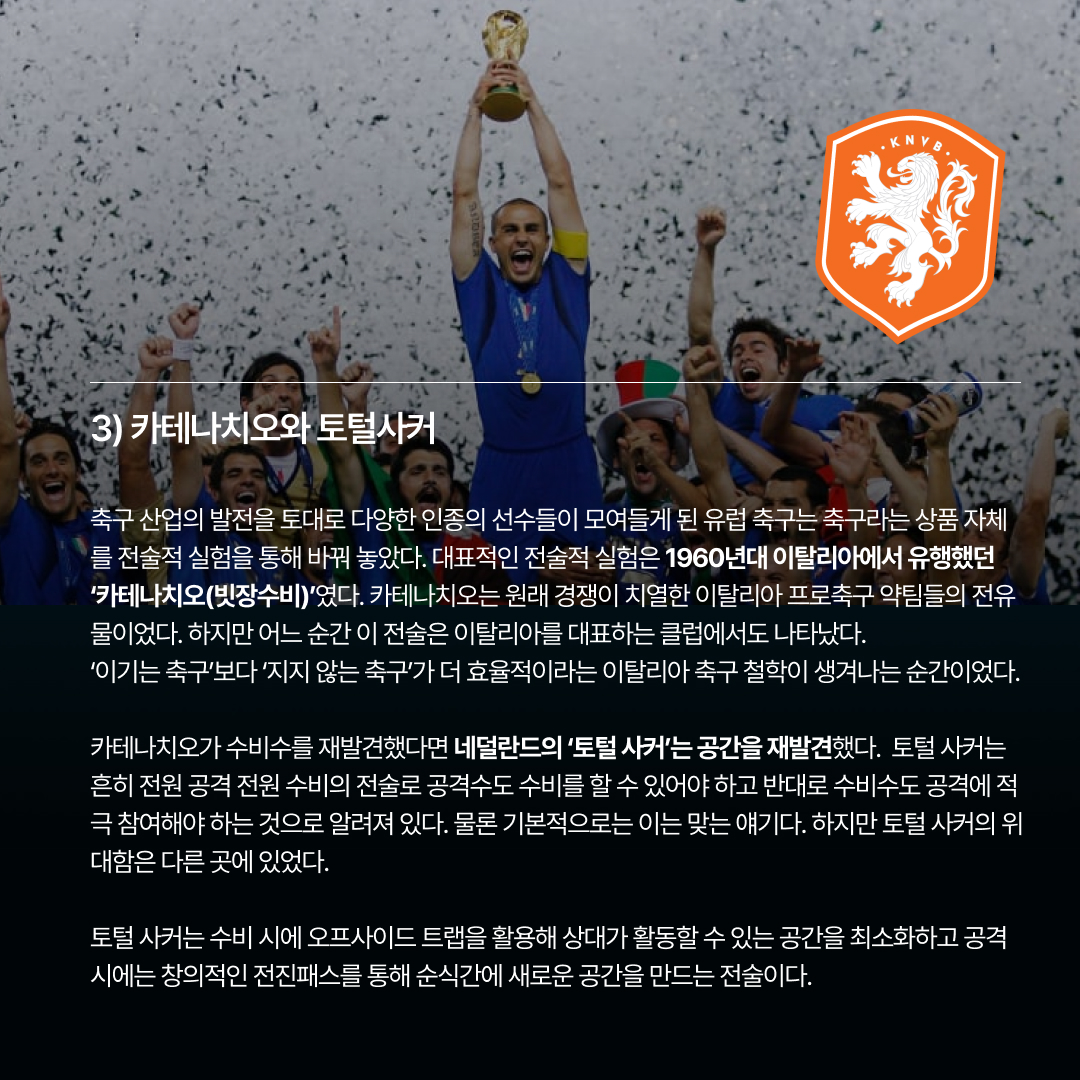 KNVB
3) 카테나치오와 토털사커
축구 산업의 발전을 토대로 다양한 인종의 선수들이 모여들게 된 유럽 축구는 축구라는 상품 자체
를 전술적 실험을 통해 바꿔 놓았다. 대표적인 전술적 실험은 1960년대 이탈리아에서 유행했던
‘카테나치오(빗장수비)’였다. 카테나치오는 원래 경쟁이 치열한 이탈리아 프로축구 약팀들의 전유
물이었다. 하지만 어느 순간 이 전술은 이탈리아를 대표하는 클럽에서도 나타났다.
‘이기는 축구’보다 ‘지지 않는 축구’가 더 효율적이라는 이탈리아 축구 철학이 생겨나는 순간이었다.
카테나치오가 수비수를 재발견했다면 네덜란드의 ‘토털 사커’는 공간을 재발견했다. 토털 사커는
흔히 전원 공격 전원 수비의 전술로 공격수도 수비를 할 수 있어야 하고 반대로 수비수도 공격에 적
극 참여해야 하는 것으로 알려져 있다. 물론 기본적으로는 이는 맞는 얘기다. 하지만 토털 사커의 위
대함은 다른 곳에 있었다.
토털 사커는 수비 시에 오프사이드 트랩을 활용해 상대가 활동할 수 있는 공간을 최소화하고 공격
시에는 창의적인 전진패스를 통해 순식간에 새로운 공간을 만드는 전술이다.